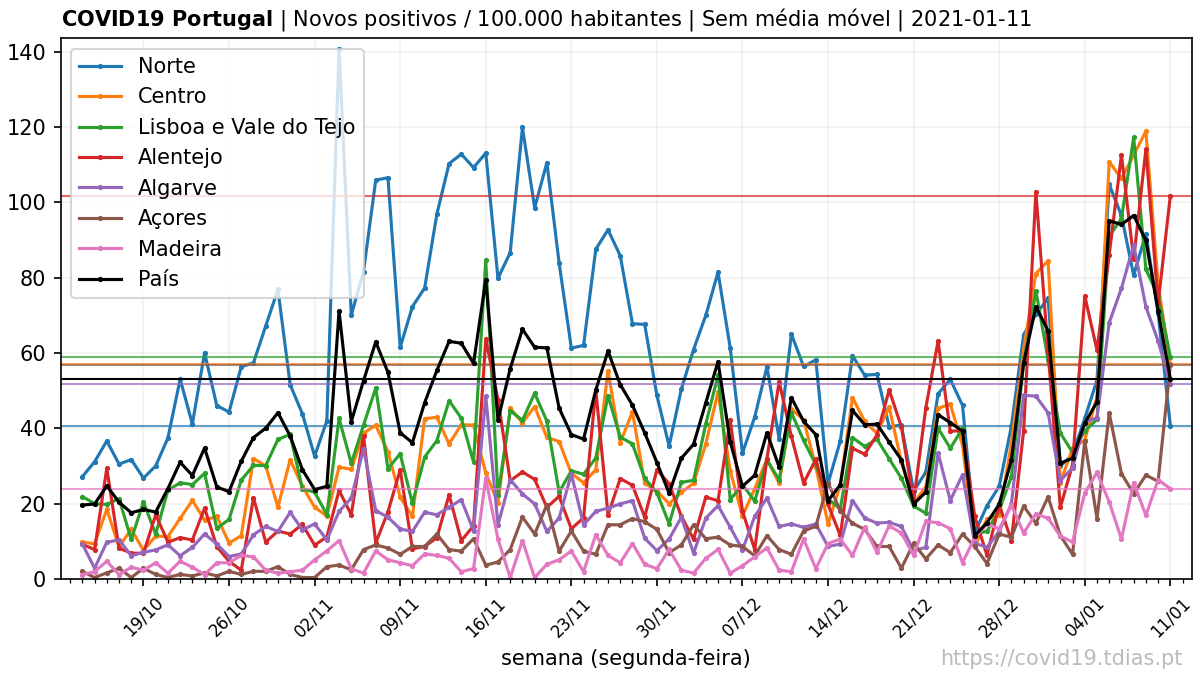 COVID19 Portugal | Novos positivos / 100.000 habitantes | Sem média móvel | 2021-01-11
140
120
100
80
60
40
20
0
Norte
Centro
Lisboa e Vale do Tejo
Alentejo
Algarve
Açores
Madeira
País
19/10
26/10
02/11
09/11
16/11
23/11
30/11
07/12
14/12
21/12
28/12
04/01
11/01
semana (segunda-feira)
https://covid19.tdias.pt